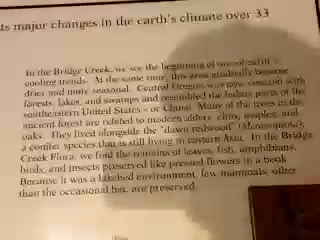 ts major changes in the earth's climate over 33
In the Bridge Creek, we see the beginning of one of earth's
cooling trends. At the same time, this area gradually became
drier and more seasonal. Central Oregon was now covered with
forests, lakes, and swamps and resembled the balmy parts of the
southeastern United States - or China. Many of the trees in the
ancient forest are related to modern alders, elms, maples, and
oaks. They lived alongside the "dawn redwood" (Metasequoia),
a conifer species that is still living in eastern Asia. In the Bridge
Creek Flora, we find the remains of leaves, fish, amphibians,
birds, and insects preserved like pressed flowers in a book.
Because it was a lakebed environment, few mammals, other
than the occasional bat, are preserved.